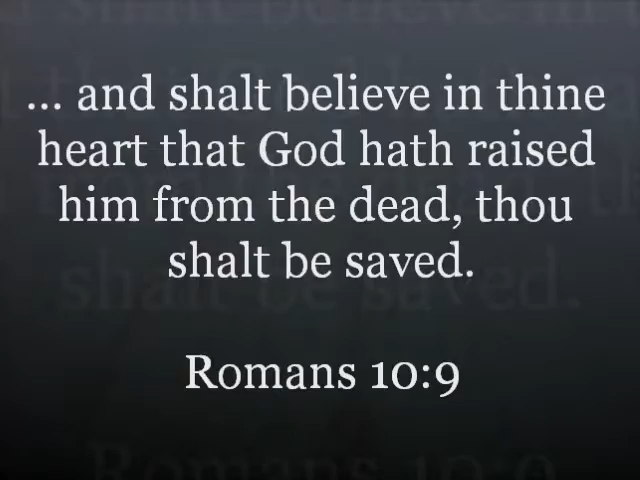 ... and shalt believe in thine
heart that God hath raised
him from the dead, thou
shalt be saved.
Romans 10:9